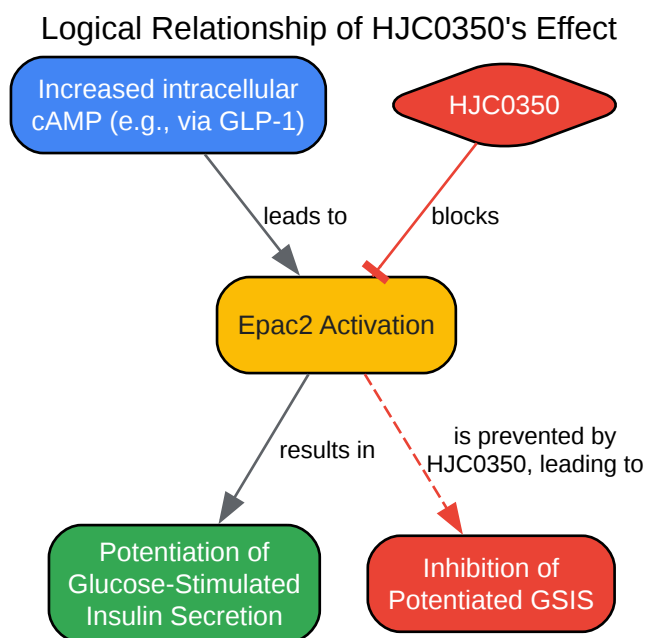 Logical Relationship of HJC0350's Effect
Increased intracellular
cAMP (e.g., via GLP-1)
HJC0350
leads to
blocks
Epac2 Activation
results in
is prevented by
HJC0350, leading to
Potentiation of
Glucose-Stimulated
Insulin Secretion
Inhibition of
Potentiated GSIS